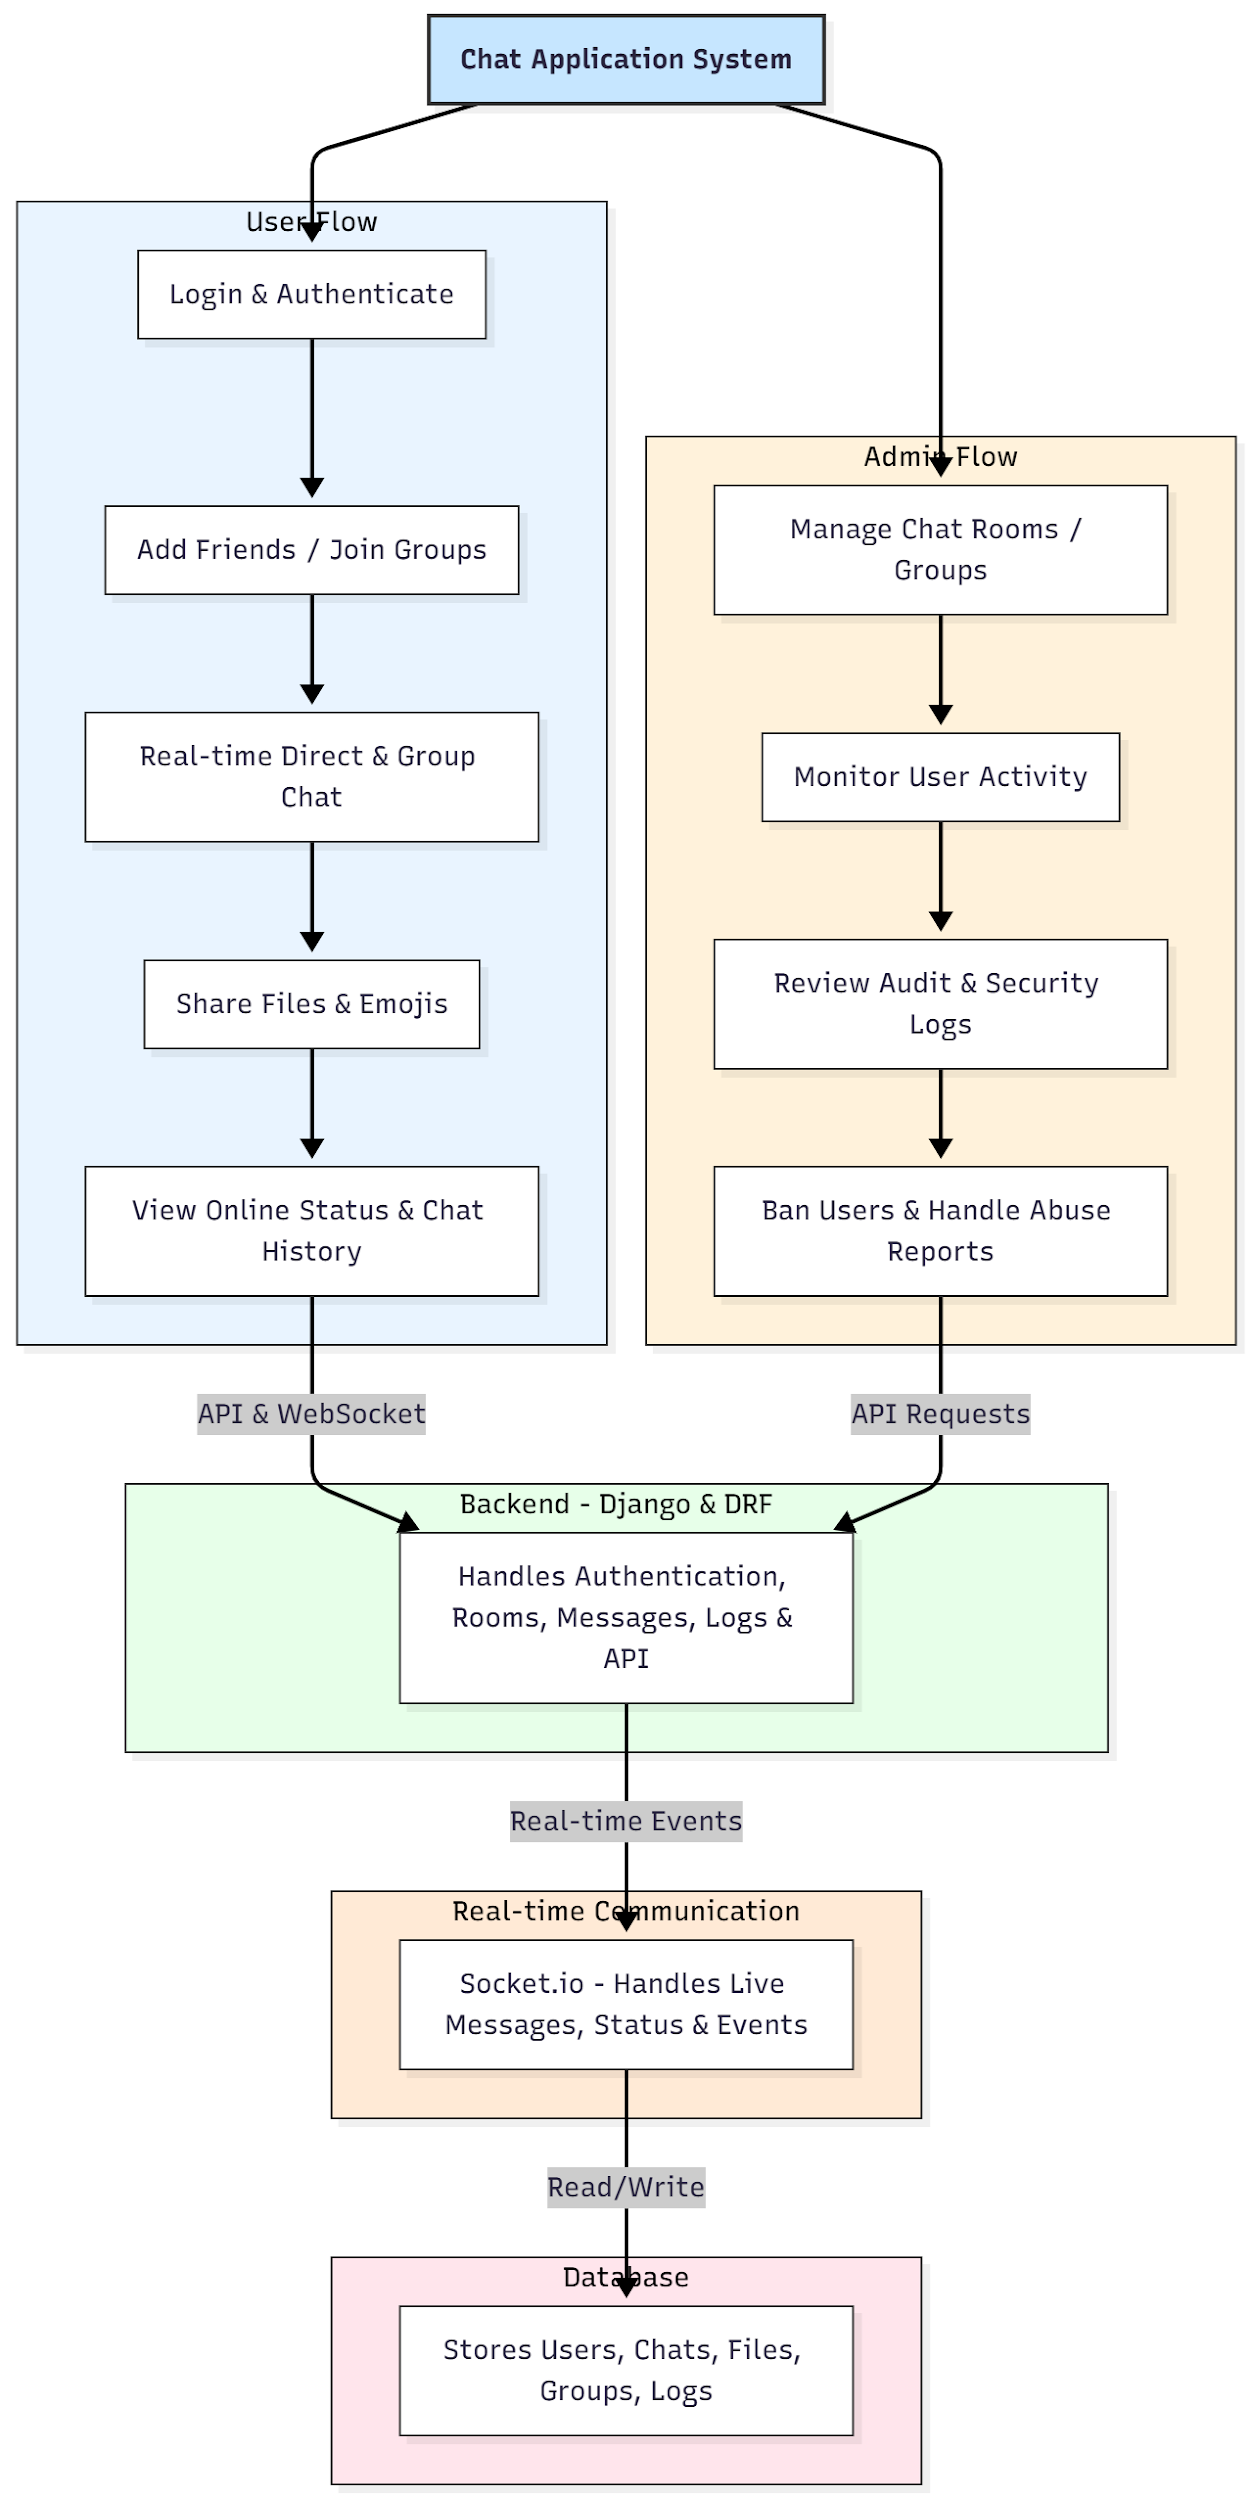 Chat Application System
User Flow
Login & Authenticate
Add Friends / Join Groups
Real-time Direct & Group
Chat
Share Files & Emojis
View Online Status & Chat
History
Admin Flow
Manage Chat Rooms /
Groups
Monitor User Activity
Review Audit & Security
Logs
Ban Users & Handle Abuse
Reports
API & WebSocket
API Requests
Backend - Django & DRF
Handles Authentication,
Rooms, Messages, Logs &
API
Real-time Events
Real-time Communication
Socket.io - Handles Live
Messages, Status & Events
Read/Write
Database
Stores Users, Chats, Files,
Groups, Logs